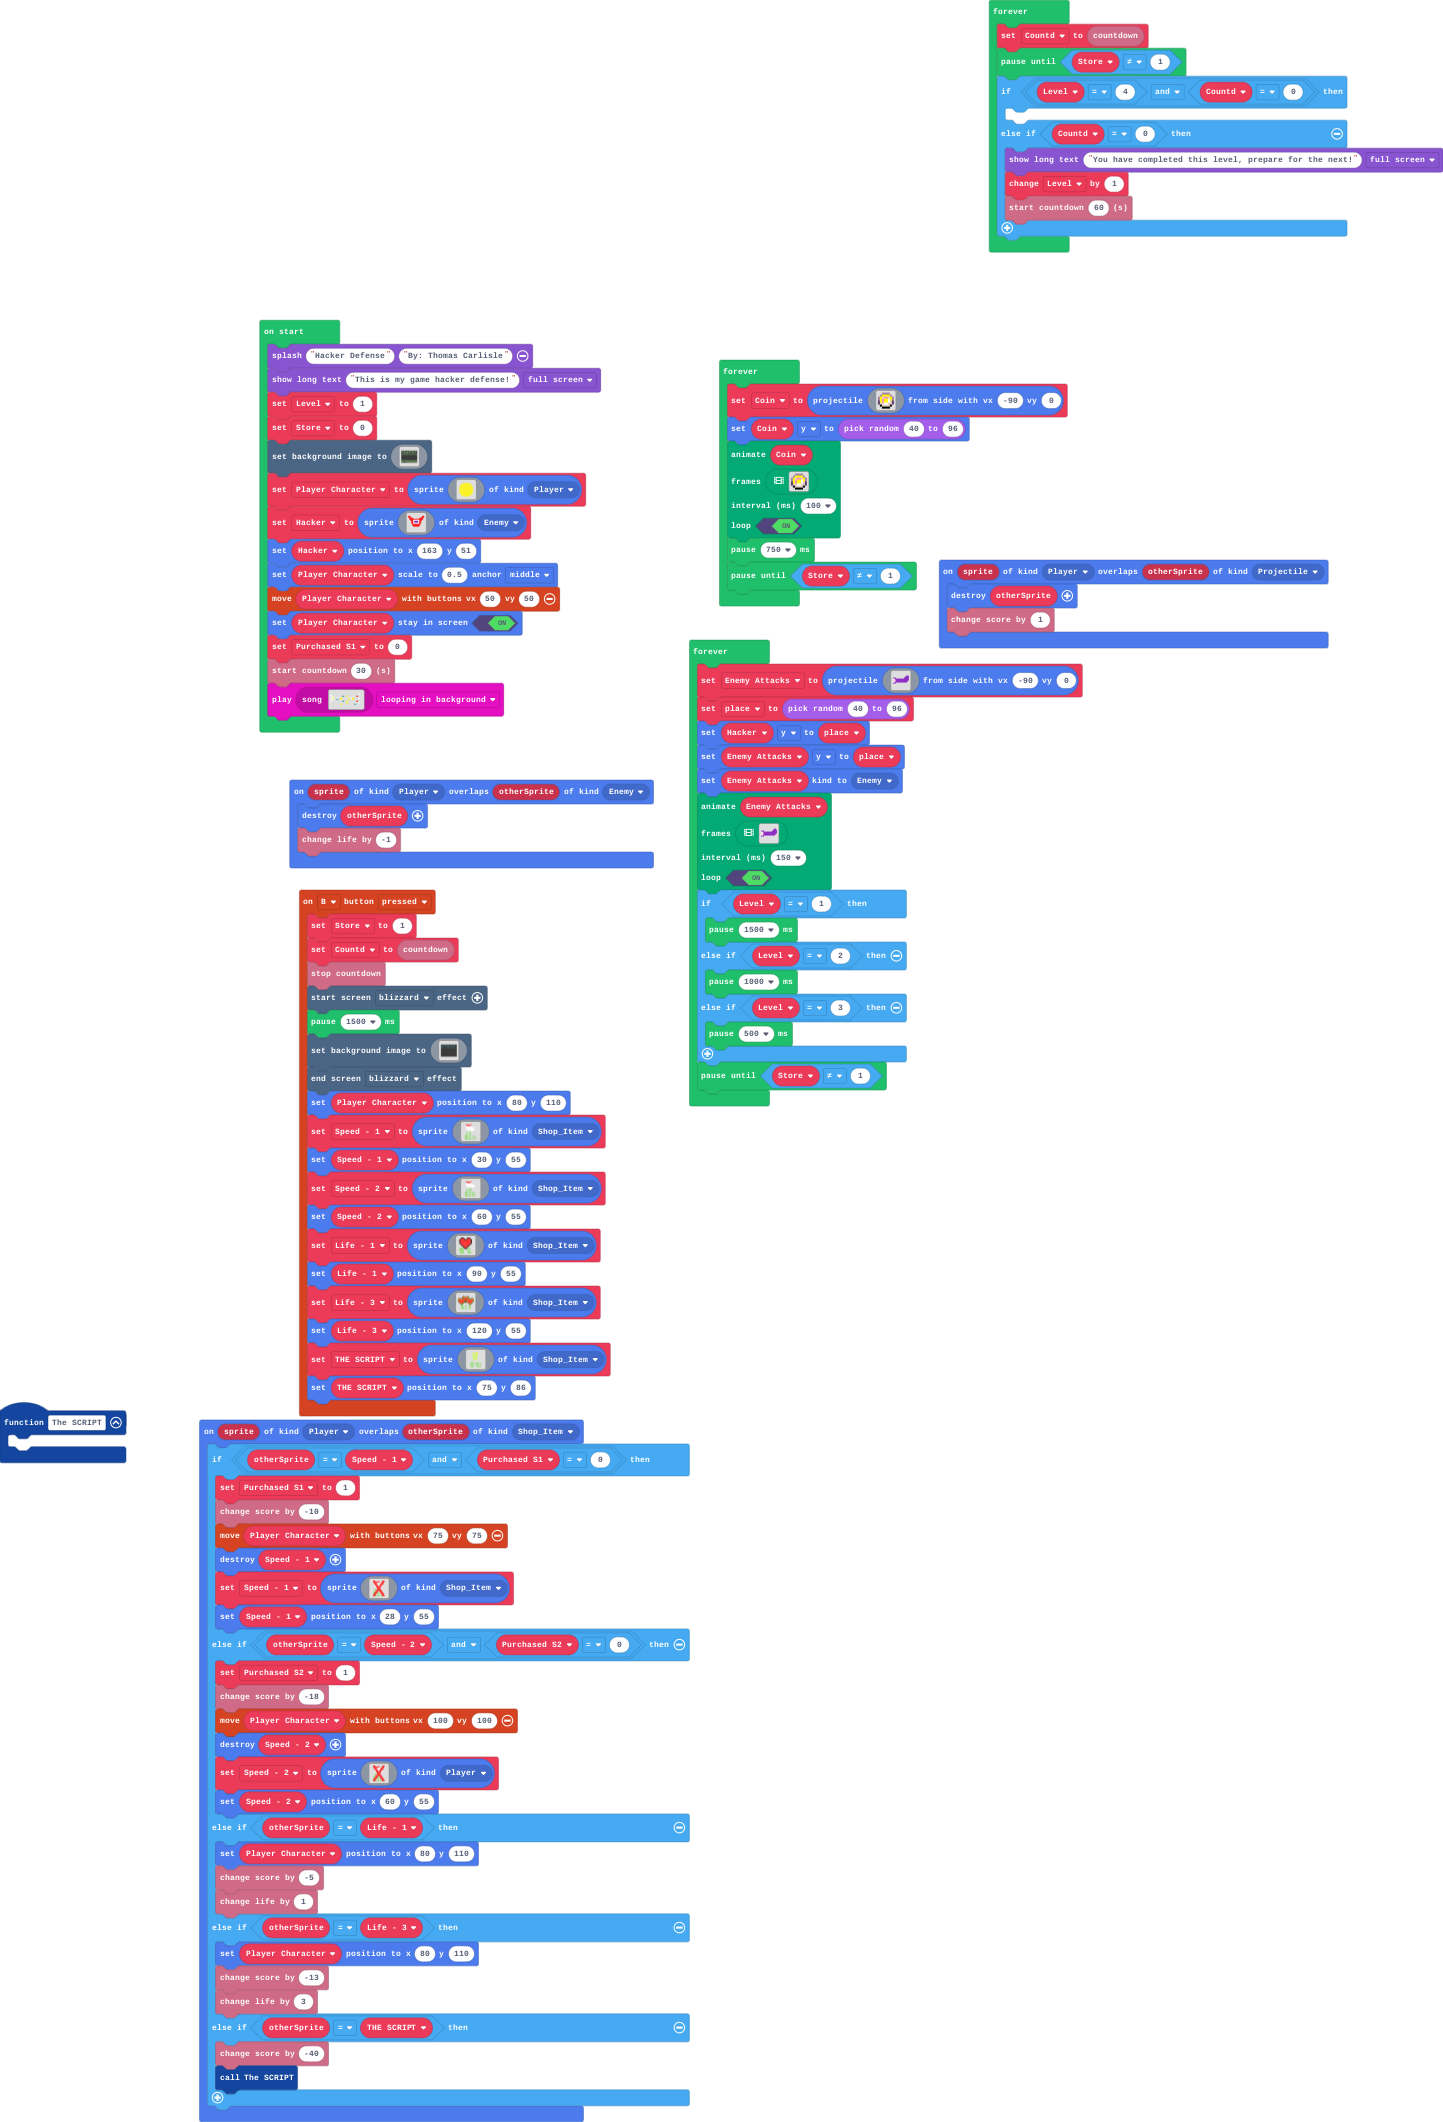 forever
set Countd to countdown
pause until Store ≠ 1
if Level = 4 and Countd = 0 then
else if Countd = 0 then
show long text "You have completed this level, prepare for the next!" full screen
change Level by 1
start countdown 60 (s)
on start
splash "Hacker Defense" "By: Thomas Carlisle"
show long text "This is my game hacker defense!" full screen
set Level to 1
set Store to 0
set background image to
set Player Character to sprite of kind Player
set Hacker to sprite of kind Enemy
set Hacker position to x 163 y 51
set Player Character scale to 0.5 anchor middle
move Player Character with buttons vx 50 vy 50
set Player Character stay in screen ON
set Purchased S1 to 0
start countdown 30 (s)
play song looping in background
forever
set Coin to projectile from side with vx -90 vy 0
set Coin y to pick random 40 to 96
animate Coin
frames
interval (ms) 100
loop ON
pause 750 ms
pause until Store ≠ 1
on sprite of kind Player overlaps otherSprite of kind Projectile
destroy otherSprite
change score by 1
forever
set Enemy Attacks to projectile from side with vx -90 vy 0
set place to pick random 40 to 96
set Hacker y to place
set Enemy Attacks y to place
set Enemy Attacks kind to Enemy
animate Enemy Attacks
frames
interval (ms) 150
loop ON
if Level = 1 then
pause 1500 ms
else if Level = 2 then
pause 1000 ms
else if Level = 3 then
pause 500 ms
pause until Store ≠ 1
on sprite of kind Player overlaps otherSprite of kind Enemy
destroy otherSprite
change life by -1
on B button pressed
set Store to 1
set Countd to countdown
stop countdown
start screen blizzard effect
pause 1500 ms
set background image to
end screen blizzard effect
set Player Character position to x 80 y 110
set Speed - 1 to sprite of kind Shop_Item
set Speed - 1 position to x 30 y 55
set Speed - 2 to sprite of kind Shop_Item
set Speed - 2 position to x 60 y 55
set Life - 1 to sprite of kind Shop_Item
set Life - 1 position to x 90 y 55
set Life - 3 to sprite of kind Shop_Item
set Life - 3 position to x 120 y 55
set THE SCRIPT to sprite of kind Shop_Item
set THE SCRIPT position to x 75 y 86
function The SCRIPT
on sprite of kind Player overlaps otherSprite of kind Shop_Item
if otherSprite = Speed - 1 and Purchased S1 = 0 then
set Purchased S1 to 1
change score by -10
move Player Character with buttons vx 75 vy 75
destroy Speed - 1
set Speed - 1 to sprite of kind Shop_Item
set Speed - 1 position to x 28 y 55
else if otherSprite = Speed - 2 and Purchased S2 = 0 then
set Purchased S2 to 1
change score by -18
move Player Character with buttons vx 100 vy 100
destroy Speed - 2
set Speed - 2 to sprite of kind Player
set Speed - 2 position to x 60 y 55
else if otherSprite = Life - 1 then
set Player Character position to x 80 y 110
change score by -5
change life by 1
else if otherSprite = Life - 3 then
set Player Character position to x 80 y 110
change score by -13
change life by 3
else if otherSprite = THE SCRIPT then
change score by -40
call The SCRIPT